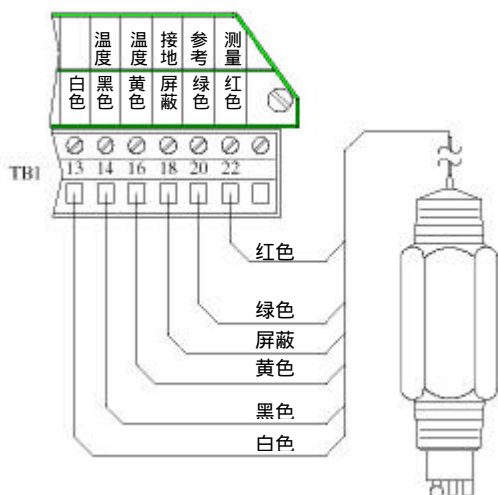 温度 温度 接地 参考 测量
白色 黑色 黄色 屏蔽 绿色 红色
TB1
13 14 16 18 20 22
红色
绿色
屏蔽
黄色
黑色
白色